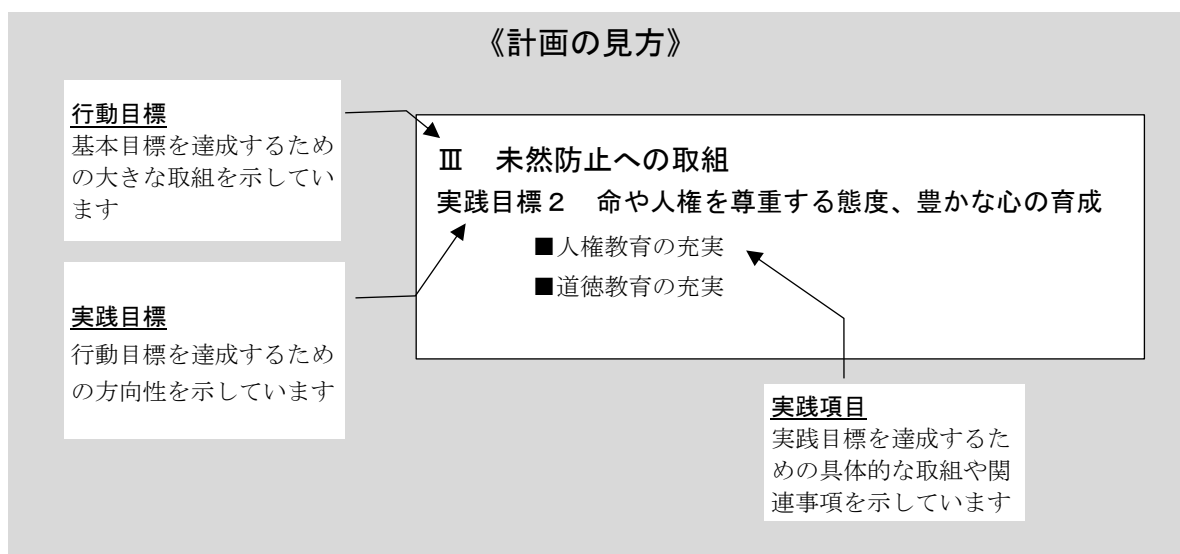 《計画の見方》
行動目標
基本目標を達成するため
の大きな取組を示してい
ます
Ⅲ 未然防止への取組
実践目標2 命や人権を尊重する態度、豊かな心の育成
■人権教育の充実
■道徳教育の充実
実践目標
行動目標を達成するため
の方向性を示しています
実践項目
実践目標を達成するた
めの具体的な取組や関
連事項を示しています